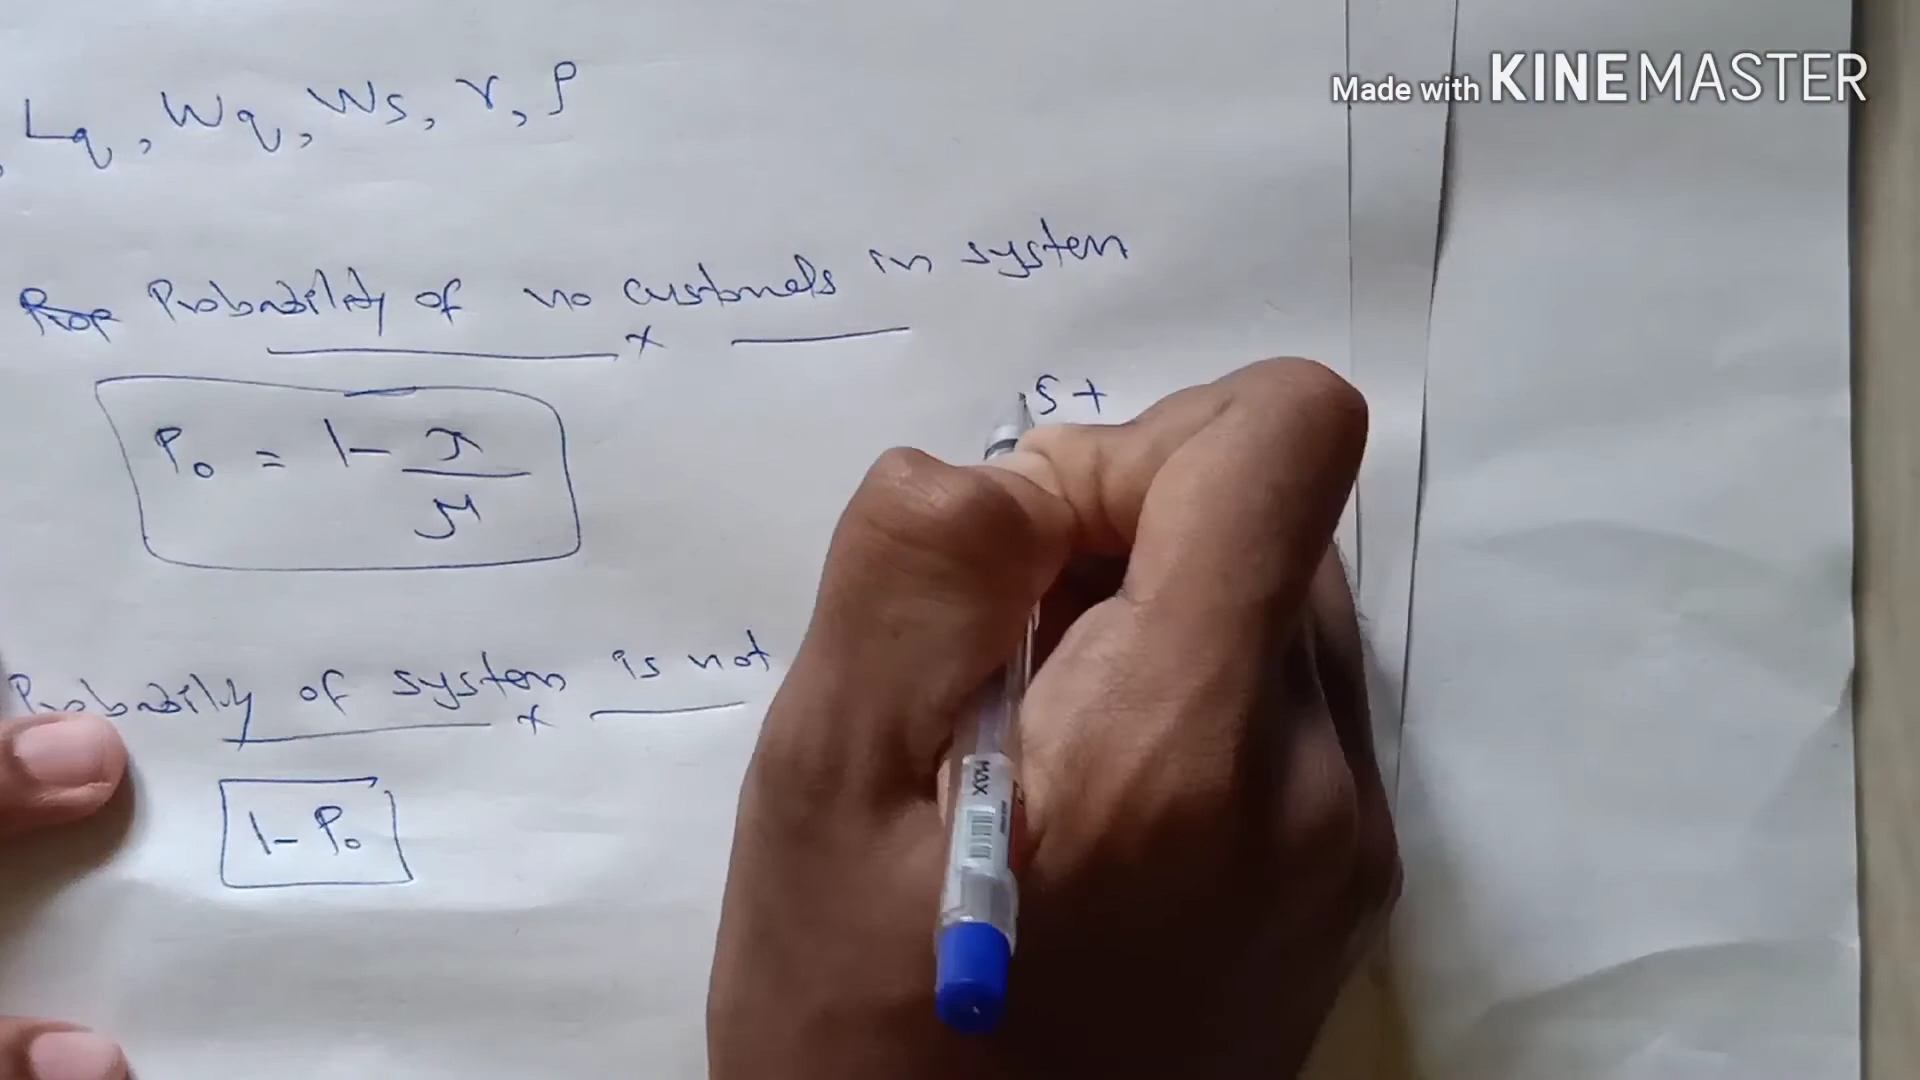 Made with KINEMASTER
Lq, Wq, Ws, r, ρ
Probability of no customers in system
x
S +
P₀ = 1 - λ/μ
Probability of system is not
x
1 - P₀
MAX